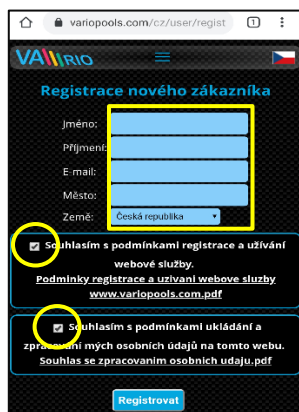 variopools.com/cz/user/regist 1
VARIO
Registrace nového zákazníka
Jméno:
Příjmení:
E-mail:
Město:
Země: Česká republika
Souhlasím s podmínkami registrace a užívání
webové služby.
Podminky registrace a uzivani webove sluzby
www.variopools.com.pdf
Souhlasím s podmínkami ukládání a
zpracování mých osobních údajů na tomto webu.
Souhlas se zpracovanim osobnich udaju.pdf
Registrovat